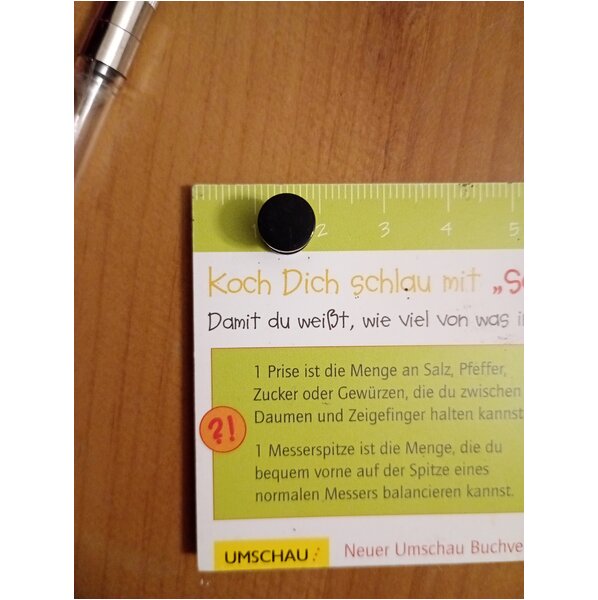 2 3 4 5
Koch Dich schlau mit „S
Damit du weißt, wie viel von was i
1 Prise ist die Menge an Salz, Pfeffer,
Zucker oder Gewürzen, die du zwischen
Daumen und Zeigefinger halten kannst
?!
1 Messerspitze ist die Menge, die du
bequem vorne auf der Spitze eines
normalen Messers balancieren kannst.
UMSCHAU
Neuer Umschau Buchve